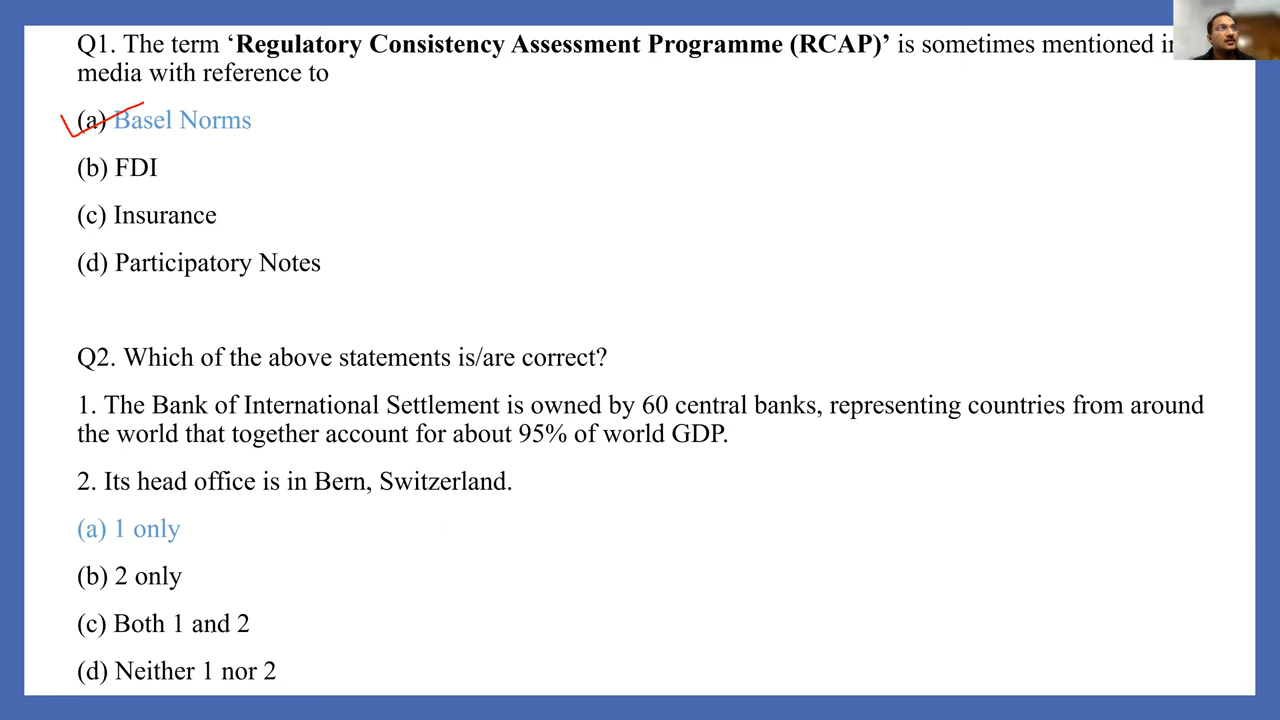 Q1. The term ‘Regulatory Consistency Assessment Programme (RCAP)’ is sometimes mentioned in
media with reference to
(a) Basel Norms
(b) FDI
(c) Insurance
(d) Participatory Notes
Q2. Which of the above statements is/are correct?
1. The Bank of International Settlement is owned by 60 central banks, representing countries from around
the world that together account for about 95% of world GDP.
2. Its head office is in Bern, Switzerland.
(a) 1 only
(b) 2 only
(c) Both 1 and 2
(d) Neither 1 nor 2